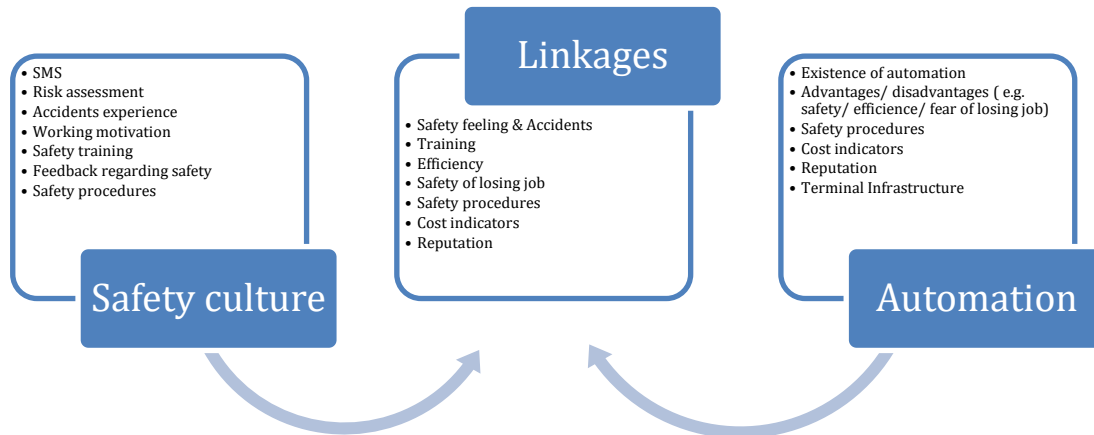 • SMS
• Risk assessment
• Accidents experience
• Working motivation
• Safety training
• Feedback regarding safety
• Safety procedures
Safety culture
Linkages
• Safety feeling & Accidents
• Training
• Efficiency
• Safety of losing job
• Safety procedures
• Cost indicators
• Reputation
• Existence of automation
• Advantages/ disadvantages ( e.g.
safety/ efficience/ fear of losing job)
• Safety procedures
• Cost indicators
• Reputation
• Terminal Infrastructure
Automation